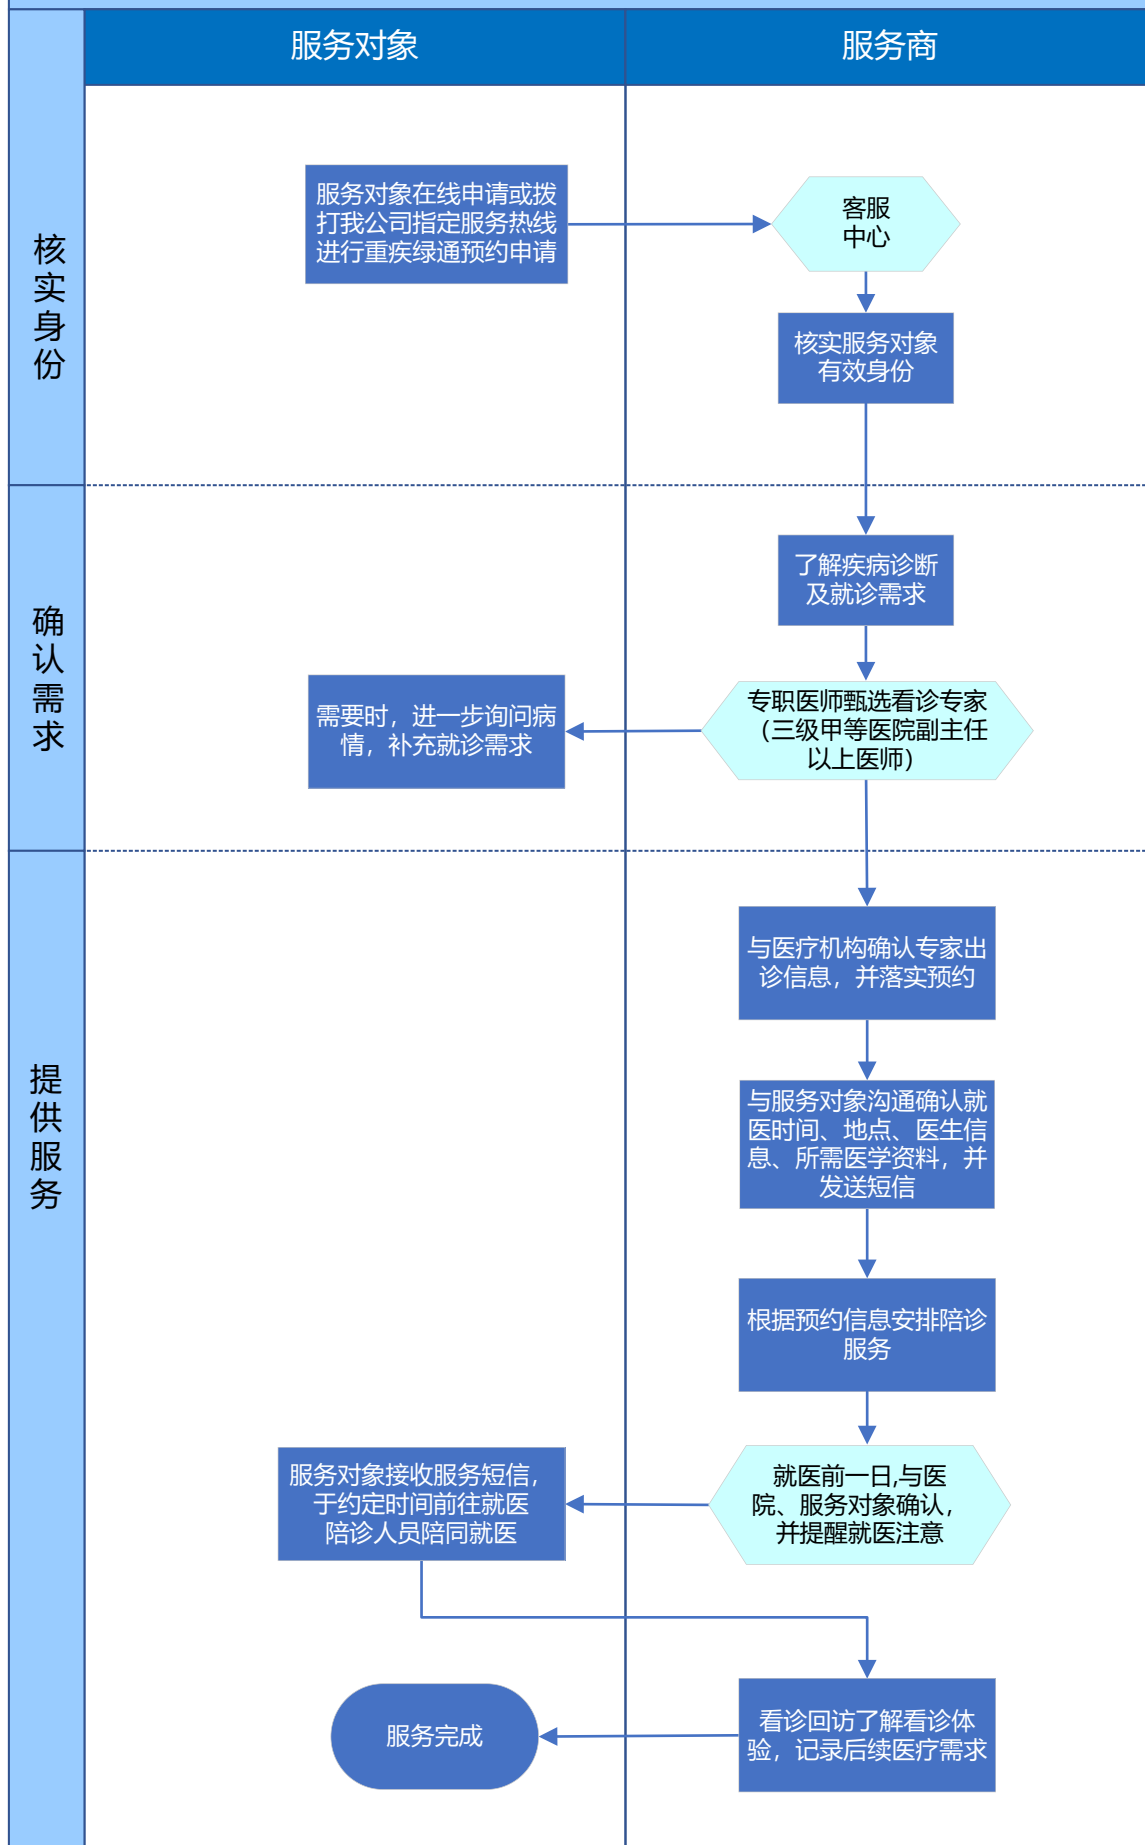 服务对象
服务商
核实身份
服务对象在线申请或拨
打我公司指定服务热线
进行重疾绿通预约申请
客服
中心
核实服务对象
有效身份
确认需求
了解疾病诊断
及就诊需求
专职医师甄选看诊专家
（三级甲等医院副主任
以上医师）
需要时，进一步询问病
情，补充就诊需求
提供服务
与医疗机构确认专家出
诊信息，并落实预约
与服务对象沟通确认就
医时间、地点、医生信
息、所需医学资料，并
发送短信
根据预约信息安排陪诊
服务
就医前一日,与医
院、服务对象确认，
并提醒就医注意
服务对象接收服务短信，
于约定时间前往就医
陪诊人员陪同就医
看诊回访了解看诊体
验，记录后续医疗需求
服务完成